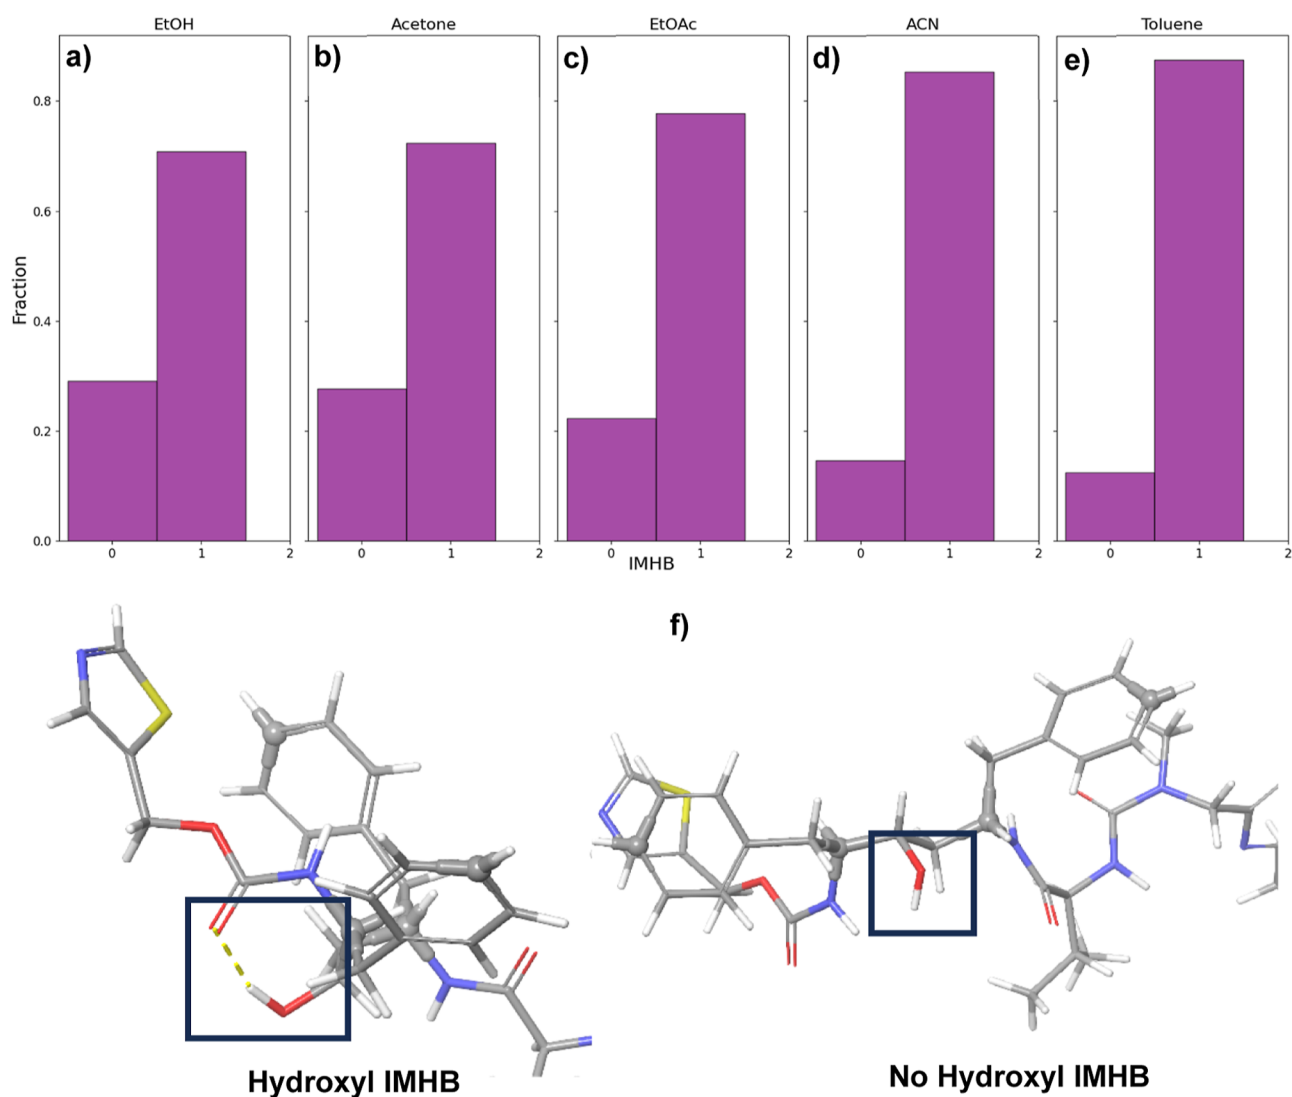 EtOH
Acetone
EtOAc
ACN
Toluene
a)
b)
c)
d)
e)
Fraction
0.8
0.6
0.4
0.2
0.0
0 1 2
0 1 2
0 1 2
0 1 2
0 1 2
IMHB
f)
Hydroxyl IMHB
No Hydroxyl IMHB